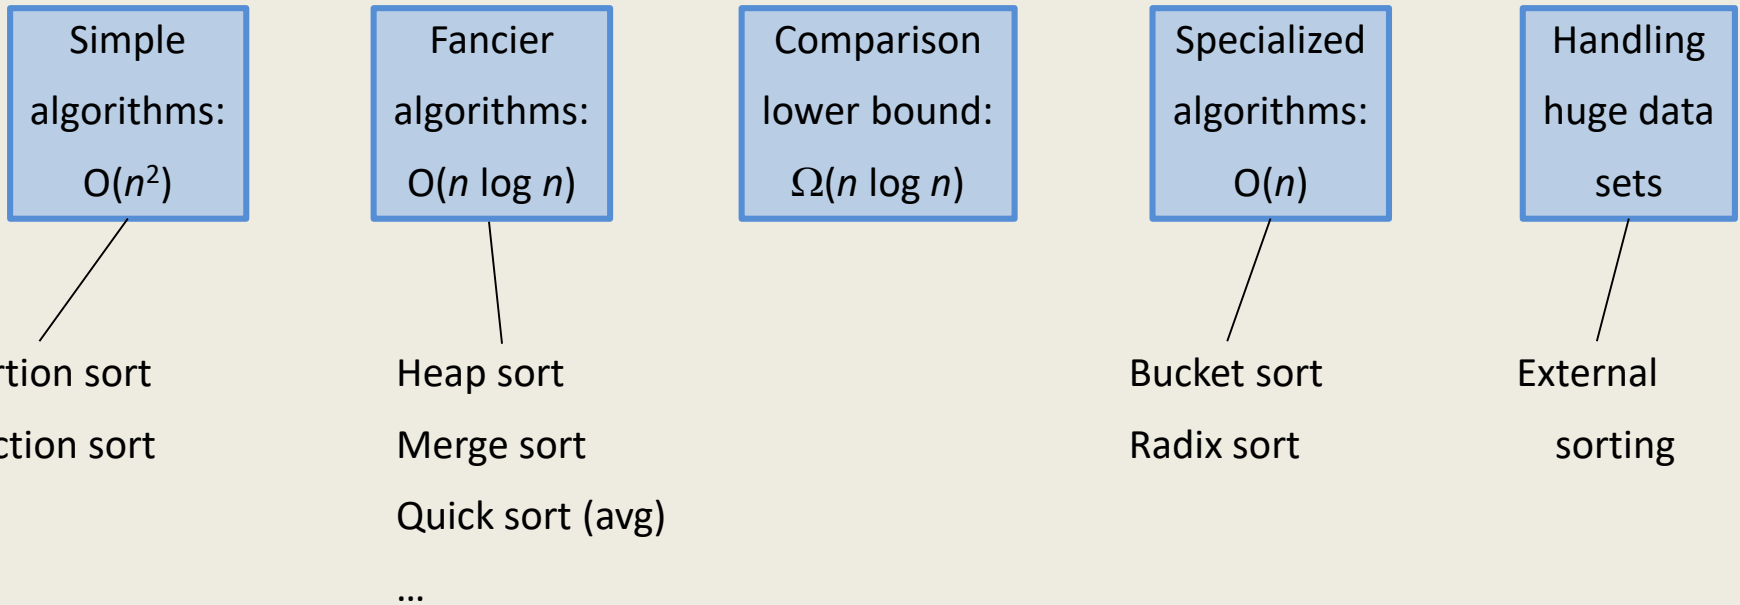 Simple
algorithms:
O(n²)
Fancier
algorithms:
O(n log n)
Comparison
lower bound:
Ω(n log n)
Specialized
algorithms:
O(n)
Handling
huge data
sets
rtion sort
ction sort
Heap sort
Merge sort
Quick sort (avg)
...
Bucket sort
Radix sort
External
sorting